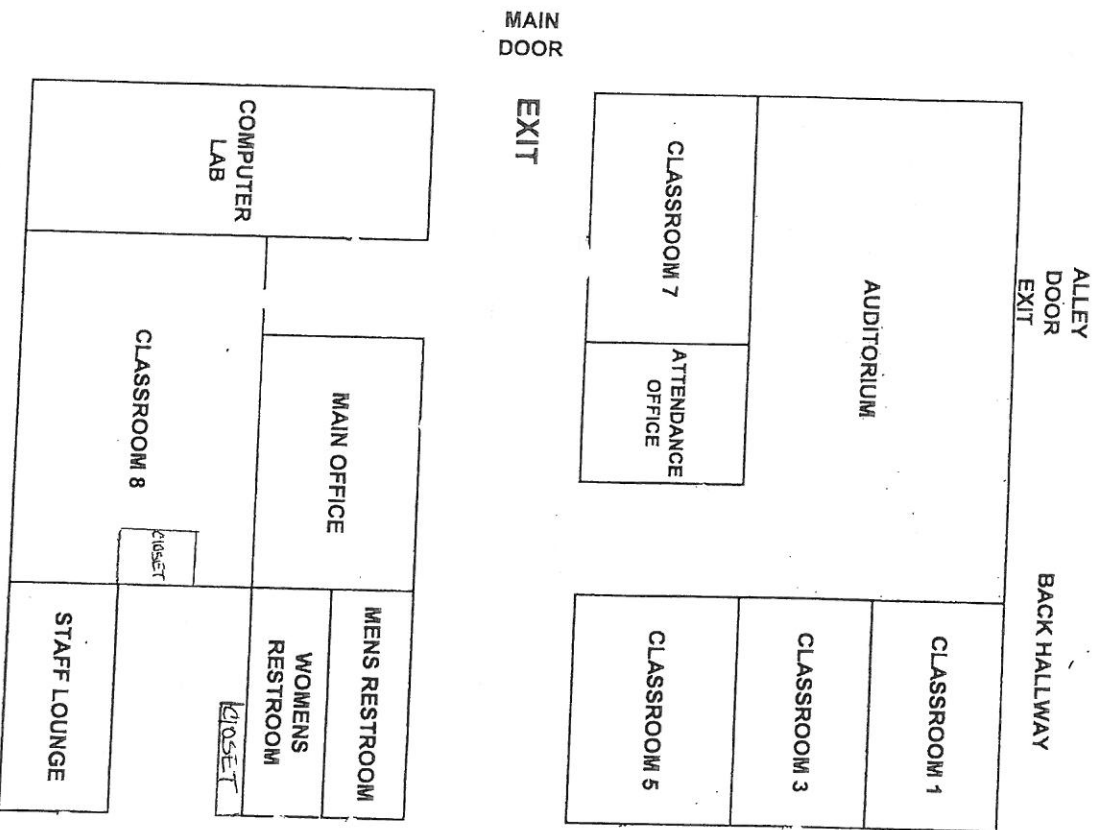 MAIN
DOOR
EXIT
COMPUTER
LAB
CLASSROOM 7
AUDITORIUM
ALLEY
DOOR
EXIT
CLASSROOM 8
MAIN OFFICE
ATTENDANCE
OFFICE
ClOSET
STAFF LOUNGE
ClOSET
WOMENS
RESTROOM
MENS RESTROOM
CLASSROOM 5
CLASSROOM 3
CLASSROOM 1
BACK HALLWAY